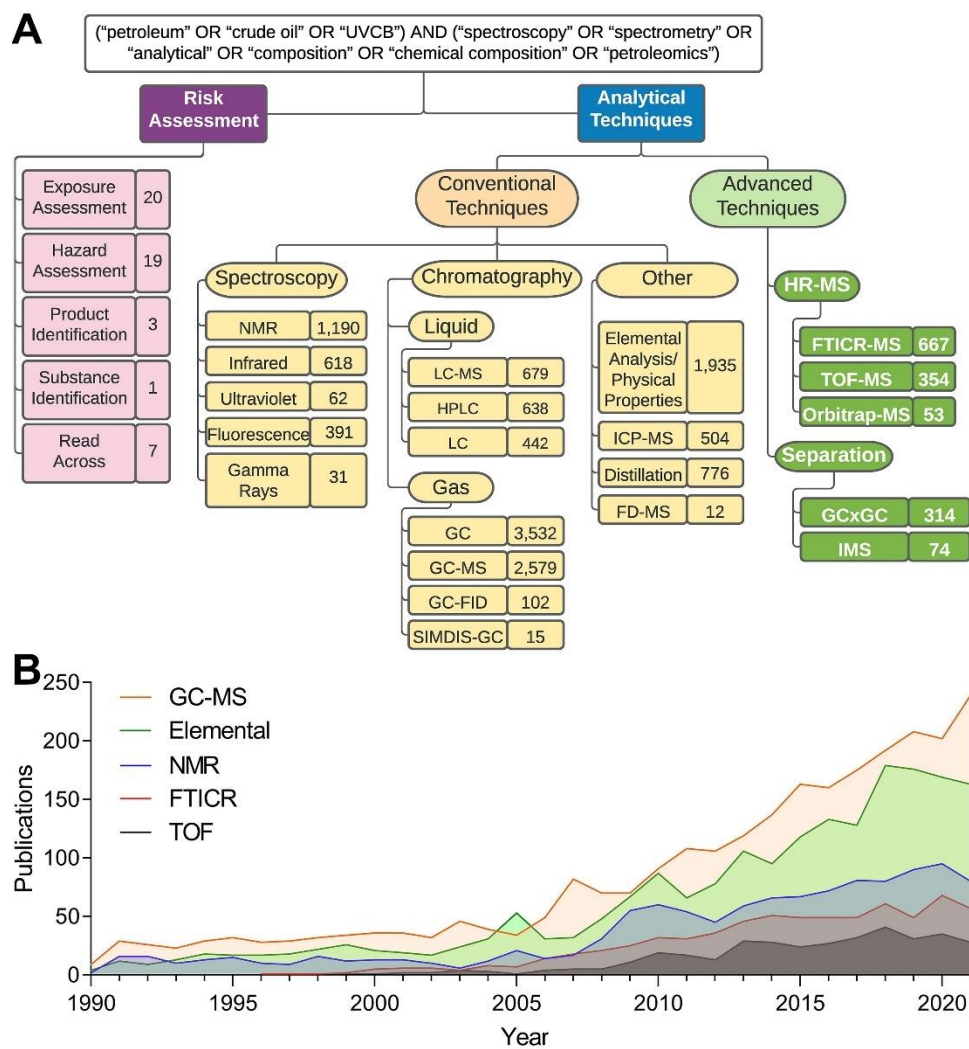 A
("petroleum" OR "crude oil" OR "UVCB") AND ("spectroscopy" OR "spectrometry" OR
"analytical" OR "composition" OR "chemical composition" OR "petroleomics")
Risk
Assessment
Analytical
Techniques
Exposure
Assessment
20
Hazard
Assessment
19
Product
Identification
3
Substance
Identification
1
Read
Across
7
Conventional
Techniques
Advanced
Techniques
Spectroscopy
NMR 1,190
Infrared 618
Ultraviolet 62
Fluorescence 391
Gamma
Rays
31
Chromatography
Liquid
LC-MS 679
HPLC 638
LC 442
Gas
GC 3,532
GC-MS 2,579
GC-FID 102
SIMDIS-GC 15
Other
Elemental
Analysis/
Physical
Properties
1,935
ICP-MS 504
Distillation 776
FD-MS 12
HR-MS
FTICR-MS 667
TOF-MS 354
Orbitrap-MS 53
Separation
GCxGC 314
IMS 74
B
250
200
150
100
50
0
Publications
GC-MS
Elemental
NMR
FTICR
TOF
1990 1995 2000 2005 2010 2015 2020
Year